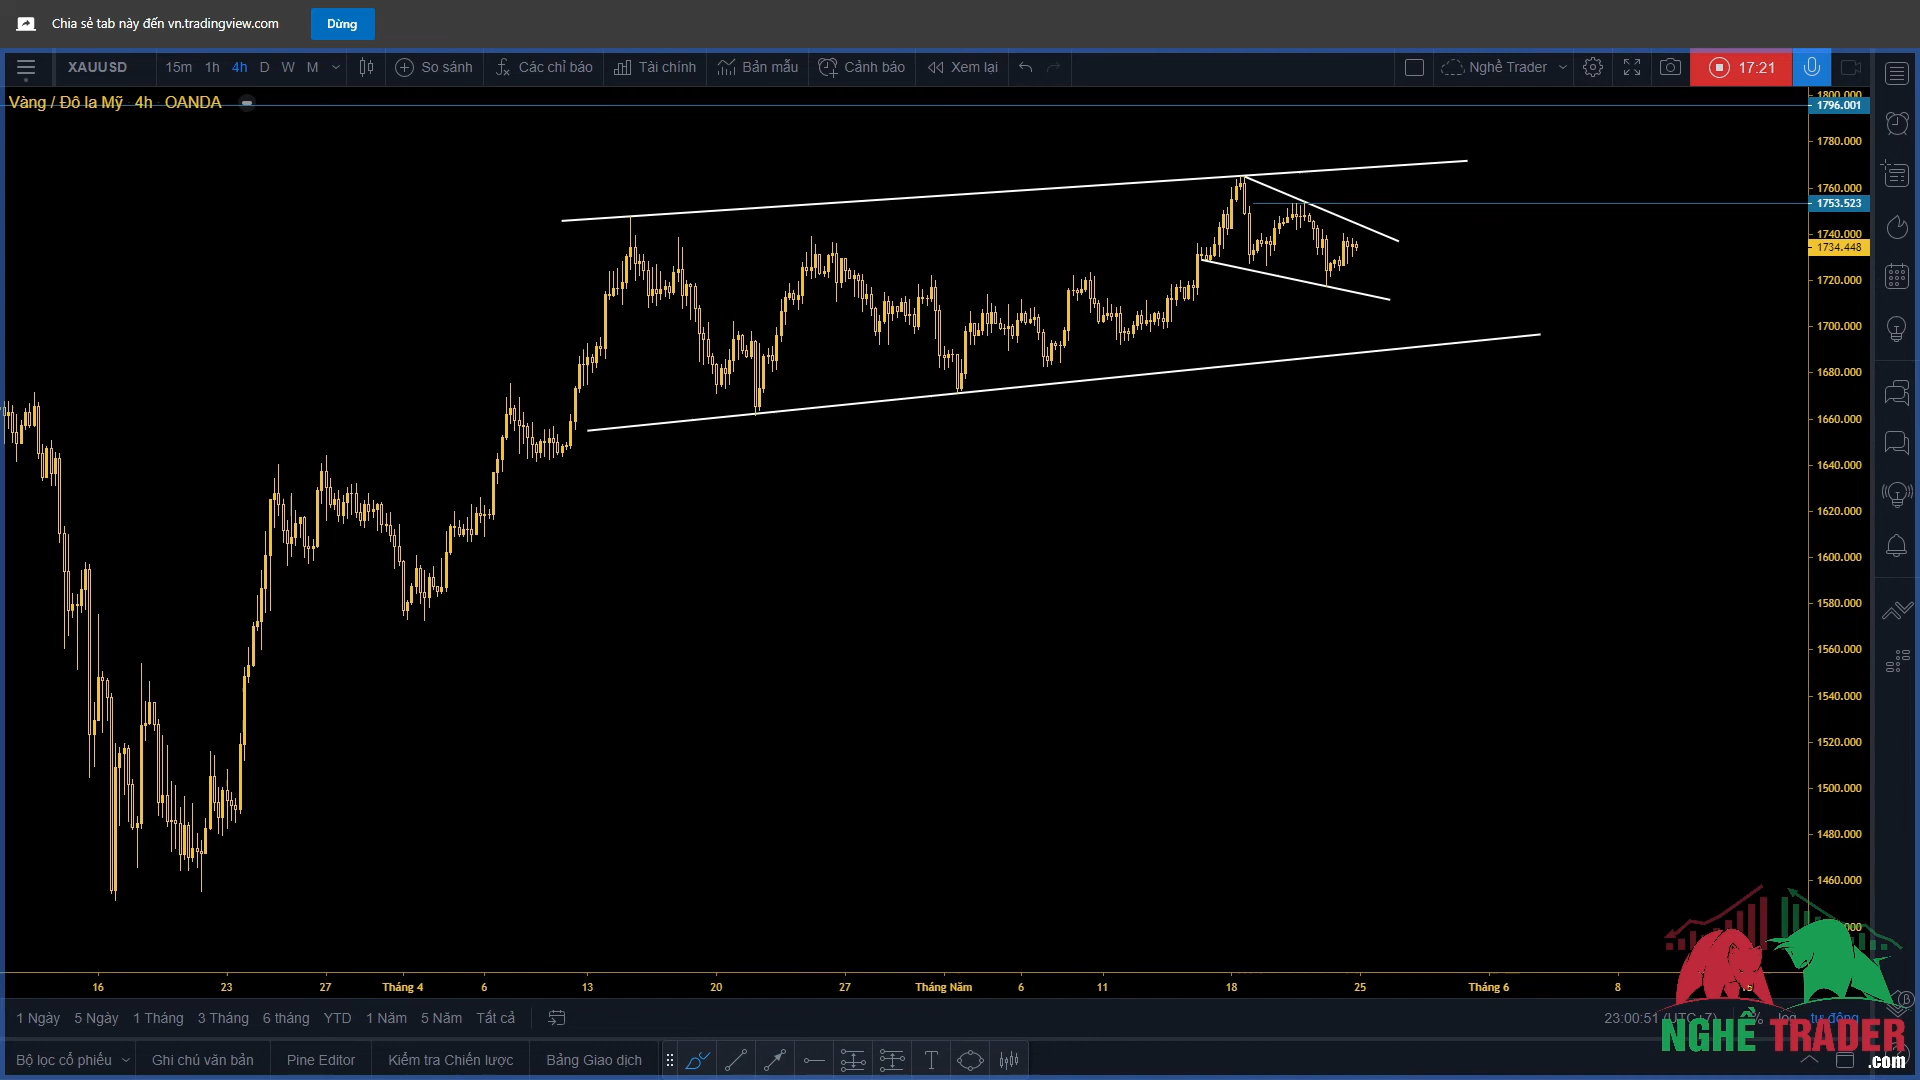 Chia sẻ tab này đến vn.tradingview.com Dừng
XAUUSD 15m 1h 4h D W M So sánh Các chỉ báo Tài chính Bản mẫu Cảnh báo Xem lại Nghề Trader 17:21
Vàng / Đô la Mỹ 4h OANDA
1800.000
1796.001
1780.000
1760.000
1753.523
1740.000
1734.448
1720.000
1700.000
1680.000
1660.000
1640.000
1620.000
1600.000
1580.000
1560.000
1540.000
1520.000
1500.000
1480.000
1460.000
16 23 27 Tháng 4 6 13 20 27 Tháng Năm 6 11 18 25 Tháng 6 8
1 Ngày 5 Ngày 1 Tháng 3 Tháng 6 tháng YTD 1 Năm 5 Năm Tất cả 23:00:51 (UTC+7) % log tự động
NGHỀ TRADER
.com
Bộ lọc cổ phiếu Ghi chú văn bản Pine Editor Kiểm tra Chiến lược Bảng Giao dịch